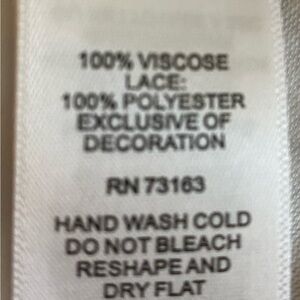 100% VISCOSE
LACE:
100% POLYESTER
EXCLUSIVE OF
DECORATION
RN 73163
HAND WASH COLD
DO NOT BLEACH
RESHAPE AND
DRY FLAT